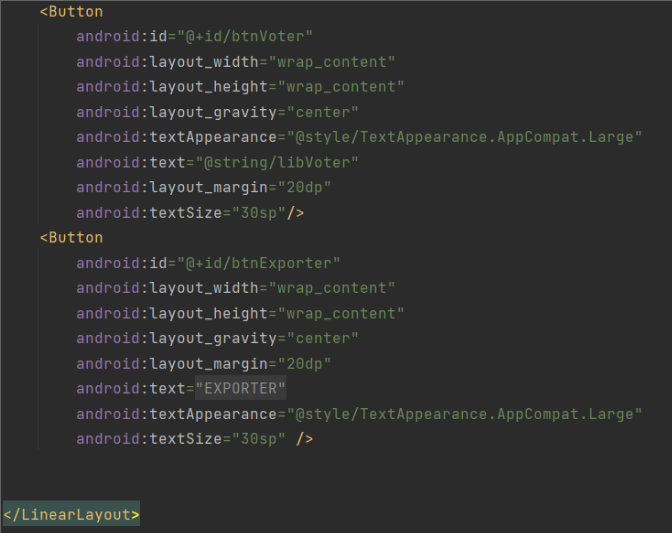 <Button
android:id="@+id/btnVoter"
android:layout_width="wrap_content"
android:layout_height="wrap_content"
android:layout_gravity="center"
android:textAppearance="@style/TextAppearance.AppCompat.Large"
android:text="@string/libVoter"
android:layout_margin="20dp"
android:textSize="30sp"/>
<Button
android:id="@+id/btnExporter"
android:layout_width="wrap_content"
android:layout_height="wrap_content"
android:layout_gravity="center"
android:layout_margin="20dp"
android:text="EXPORTER"
android:textAppearance="@style/TextAppearance.AppCompat.Large"
android:textSize="30sp" />
</LinearLayout>